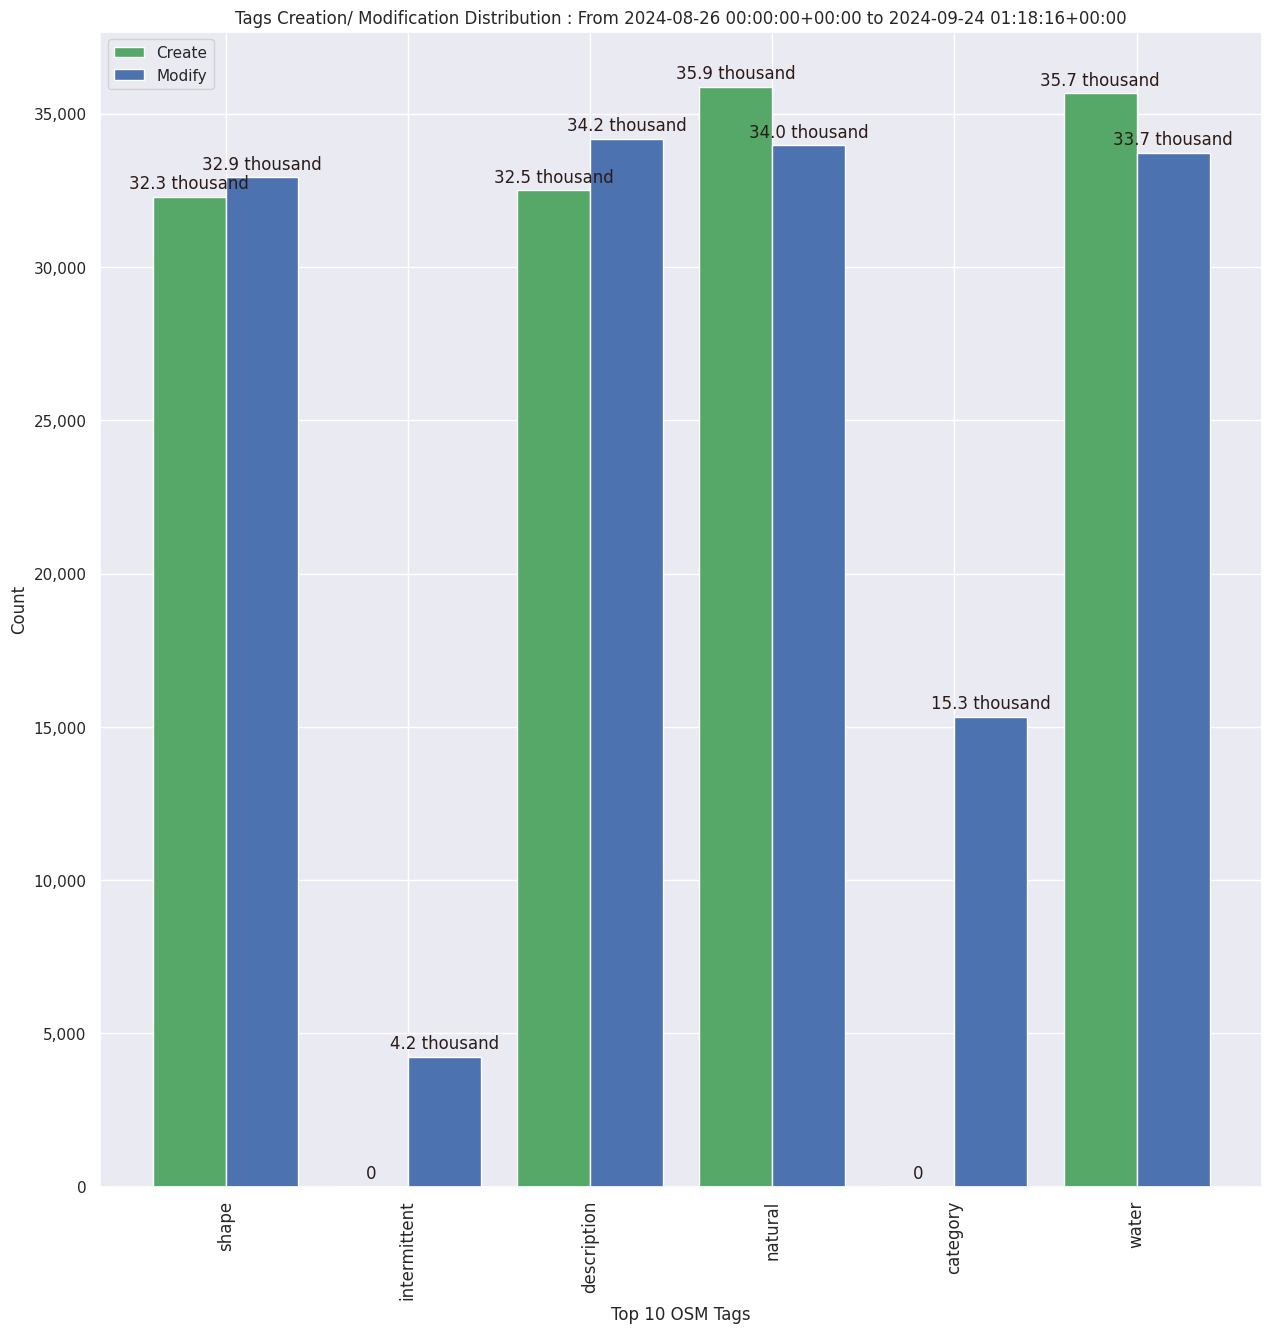 Tags Creation/ Modification Distribution : From 2024-08-26 00:00:00+00:00 to 2024-09-24 01:18:16+00:00
Create
Modify
35.9 thousand
35.7 thousand
34.2 thousand
34.0 thousand
33.7 thousand
32.9 thousand
32.3 thousand
32.5 thousand
15.3 thousand
4.2 thousand
0
0
35,000
30,000
25,000
20,000
15,000
10,000
5,000
0
Count
shape
intermittent
description
natural
category
water
Top 10 OSM Tags